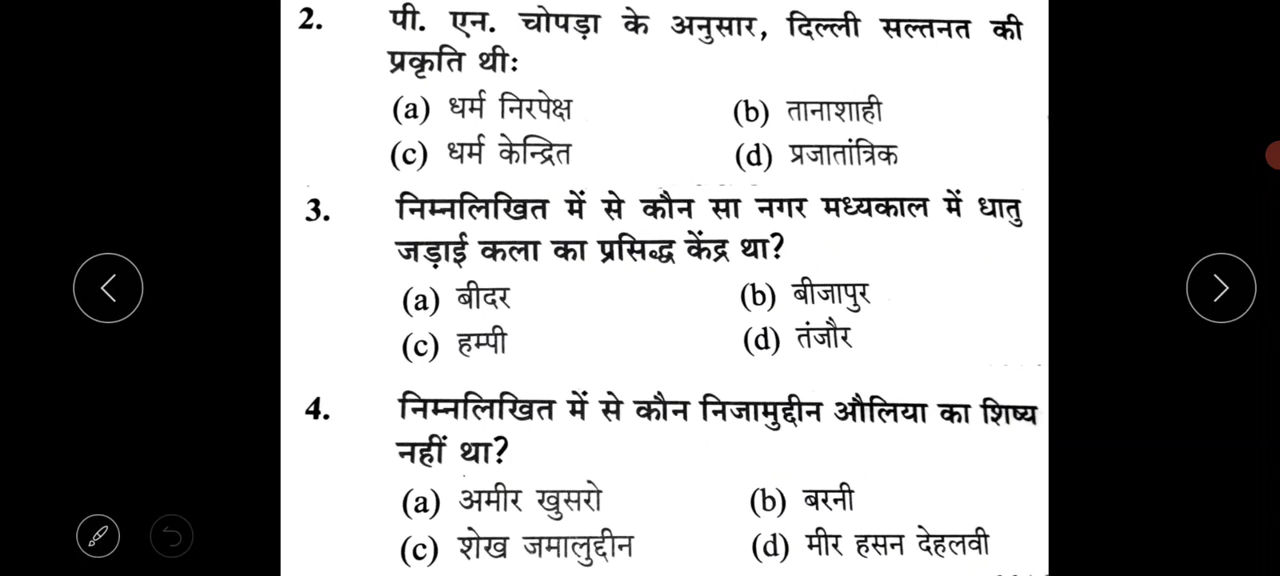 2. पी. एन. चोपड़ा के अनुसार, दिल्ली सल्तनत की
प्रकृति थीः
(a) धर्म निरपेक्ष (b) तानाशाही
(c) धर्म केन्द्रित (d) प्रजातांत्रिक
3. निम्नलिखित में से कौन सा नगर मध्यकाल में धातु
जड़ाई कला का प्रसिद्ध केंद्र था?
(a) बीदर (b) बीजापुर
(c) हम्पी (d) तंजौर
4. निम्नलिखित में से कौन निजामुद्दीन औलिया का शिष्य
नहीं था?
(a) अमीर खुसरो (b) बरनी
(c) शेख जमालुद्दीन (d) मीर हसन देहलवी